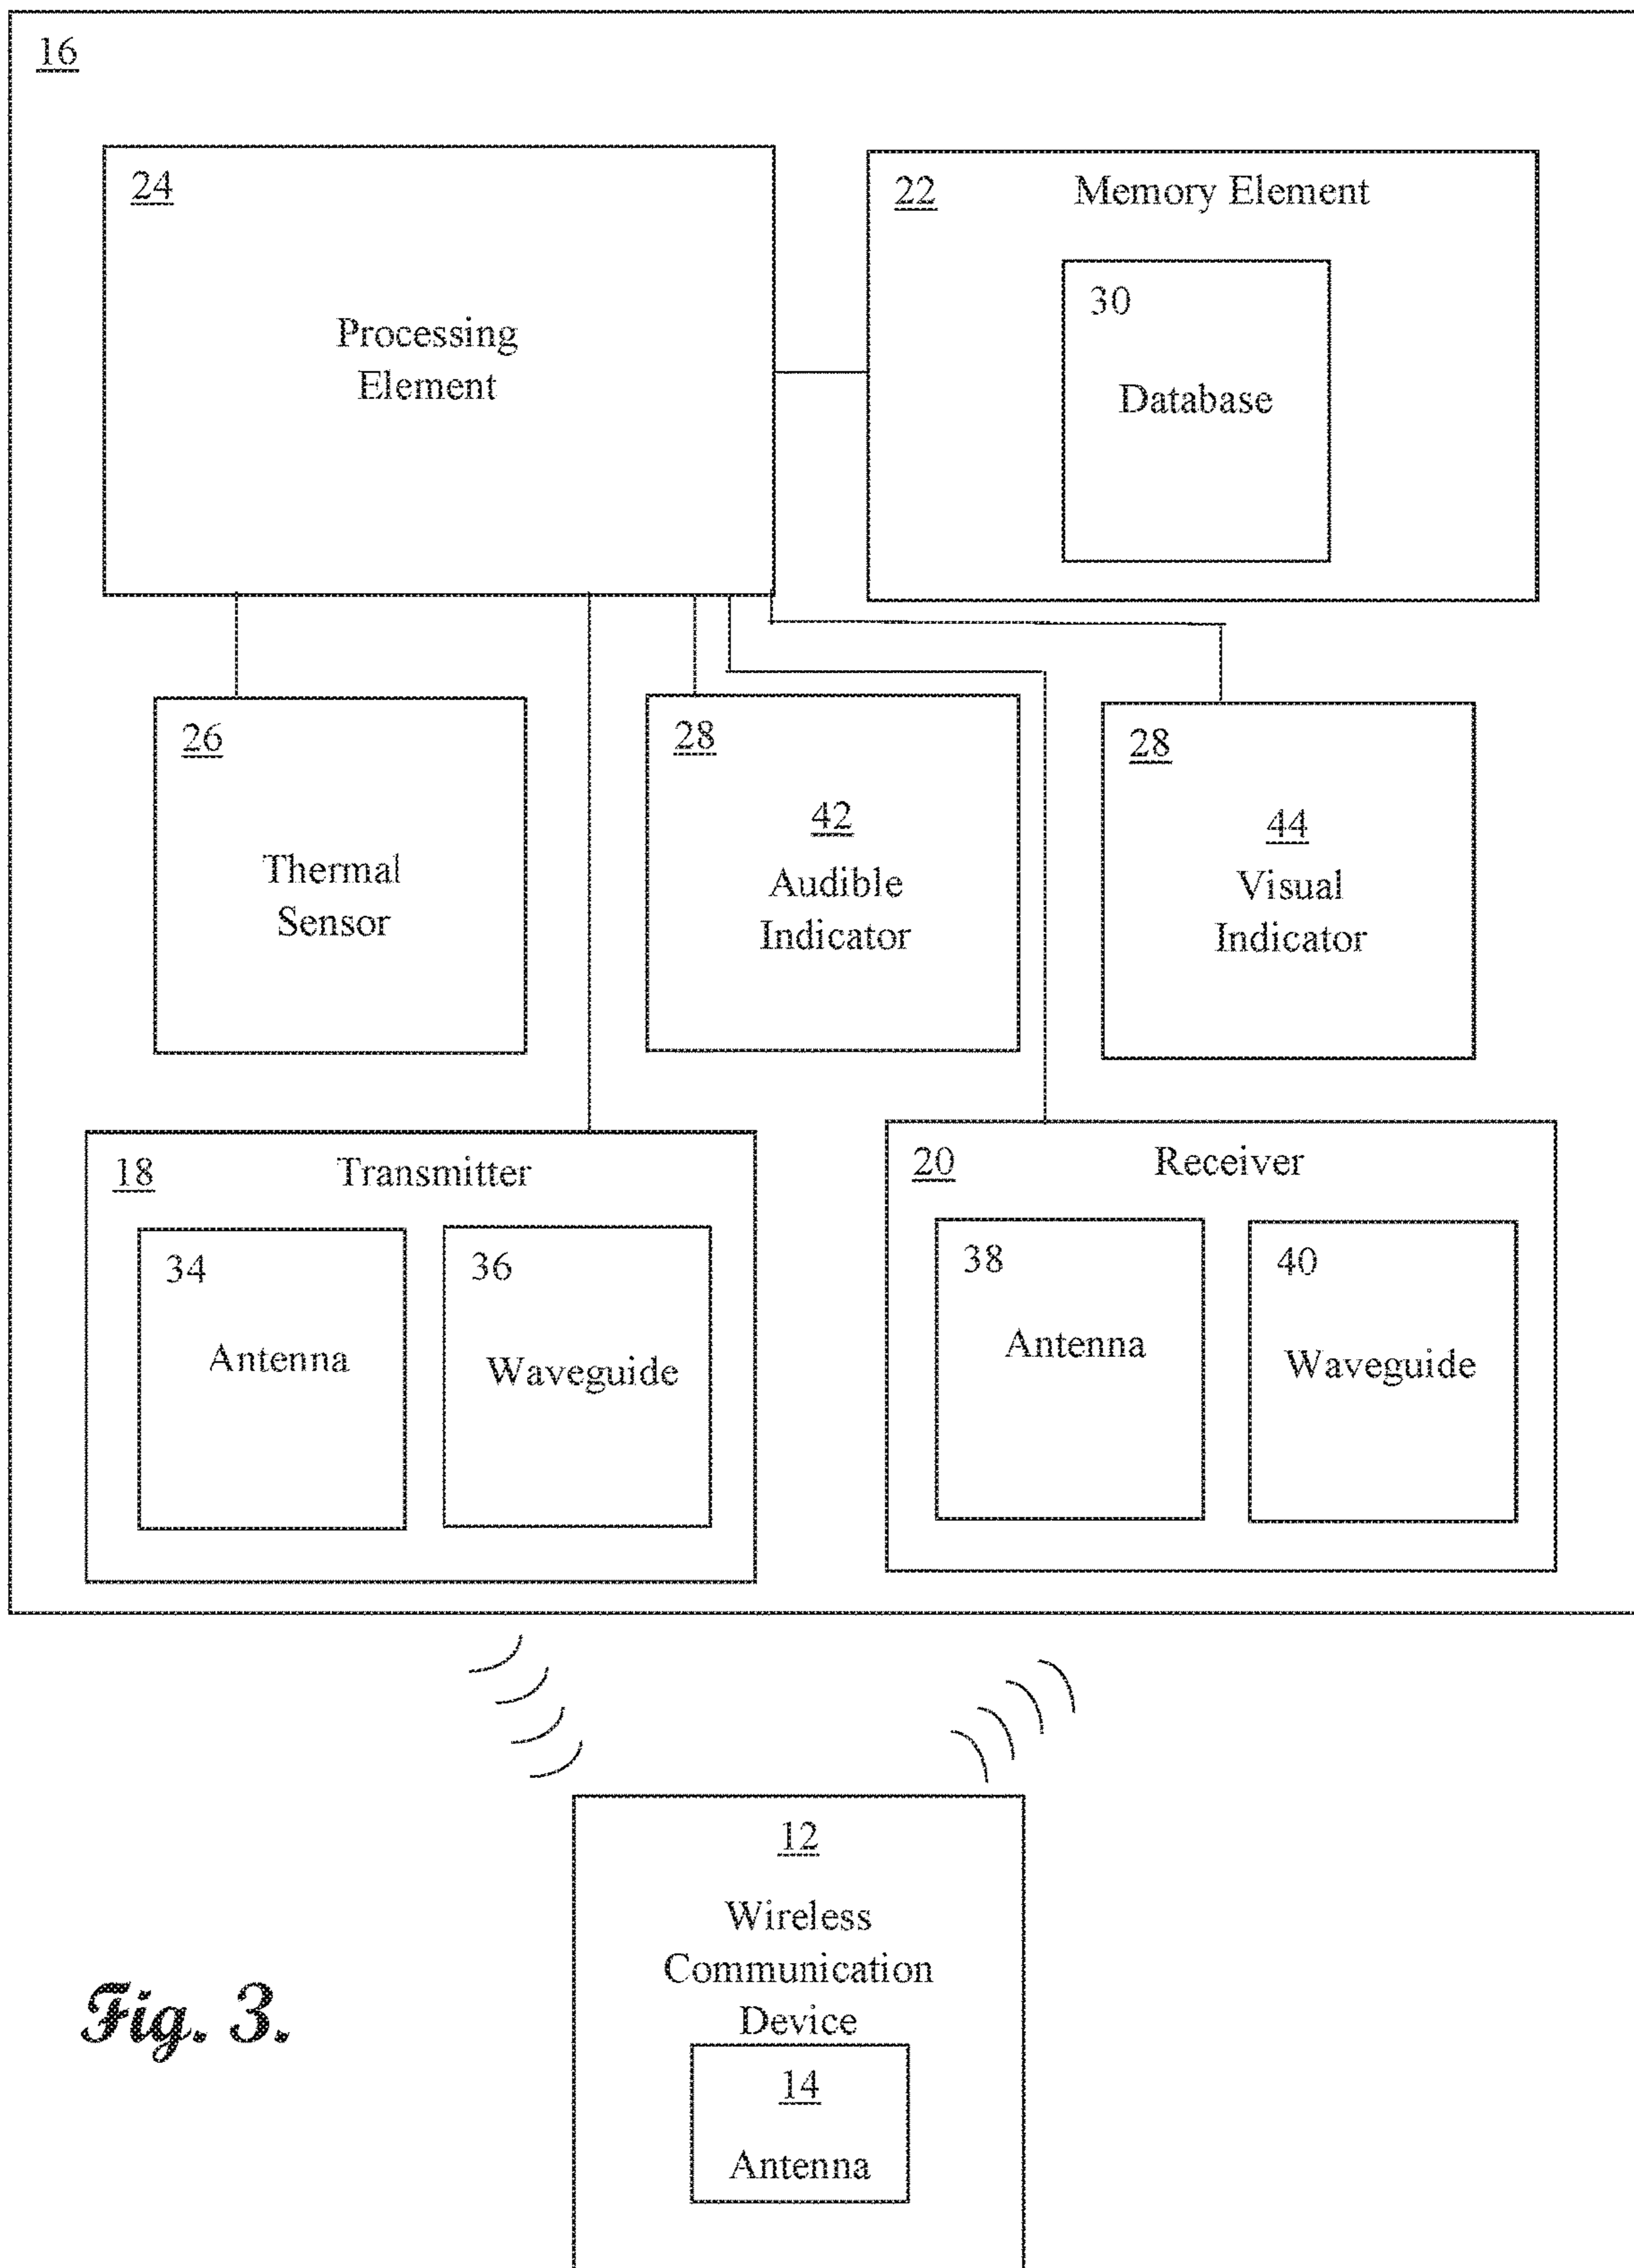 16
24
Processing
Element
22 Memory Element
30
Database
26
Thermal
Sensor
28
42
Audible
Indicator
28
44
Visual
Indicator
18 Transmitter
34
Antenna
36
Waveguide
20 Receiver
38
Antenna
40
Waveguide
12
Wireless
Communication
Device
14
Antenna
Fig. 3.